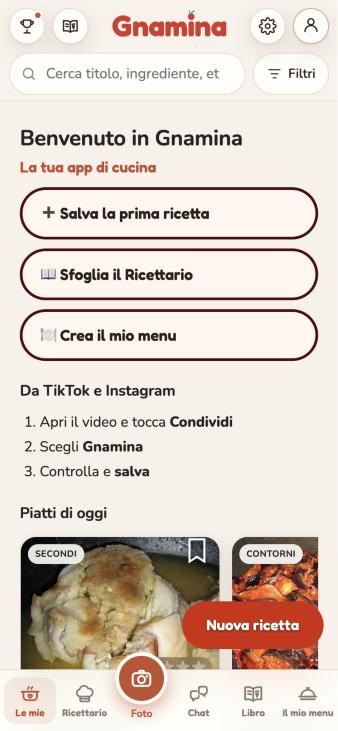 Gnamina
Cerca titolo, ingrediente, et
Filtri
Benvenuto in Gnamina
La tua app di cucina
Salva la prima ricetta
Sfoglia il Ricettario
Crea il mio menu
Da TikTok e Instagram
1. Apri il video e tocca Condividi
2. Scegli Gnamina
3. Controlla e salva
Piatti di oggi
SECONDI
CONTORNI
Nuova ricetta
Le mie
Ricettario
Foto
Chat
Libro
Il mio menu